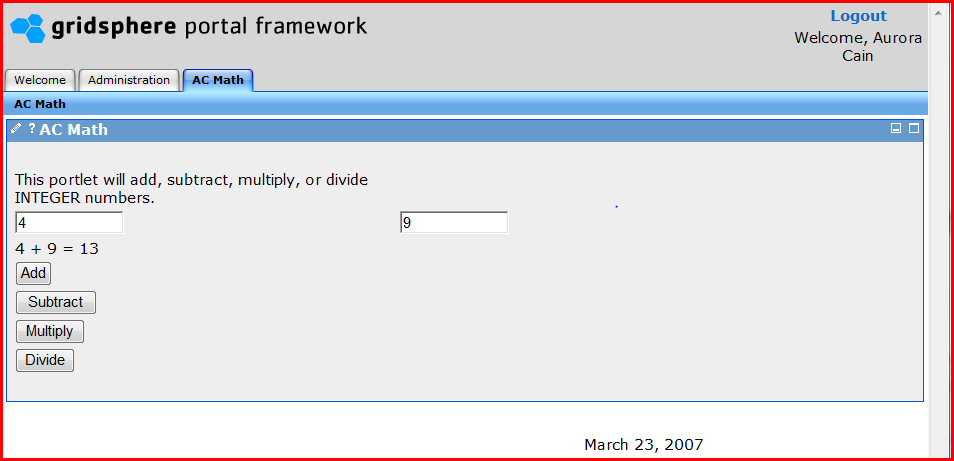 gridsphere portal framework
Logout
Welcome, Aurora
Cain
Welcome Administration AC Math
AC Math
? AC Math
This portlet will add, subtract, multiply, or divide
INTEGER numbers.
4 9
4 + 9 = 13
Add
Subtract
Multiply
Divide
March 23, 2007